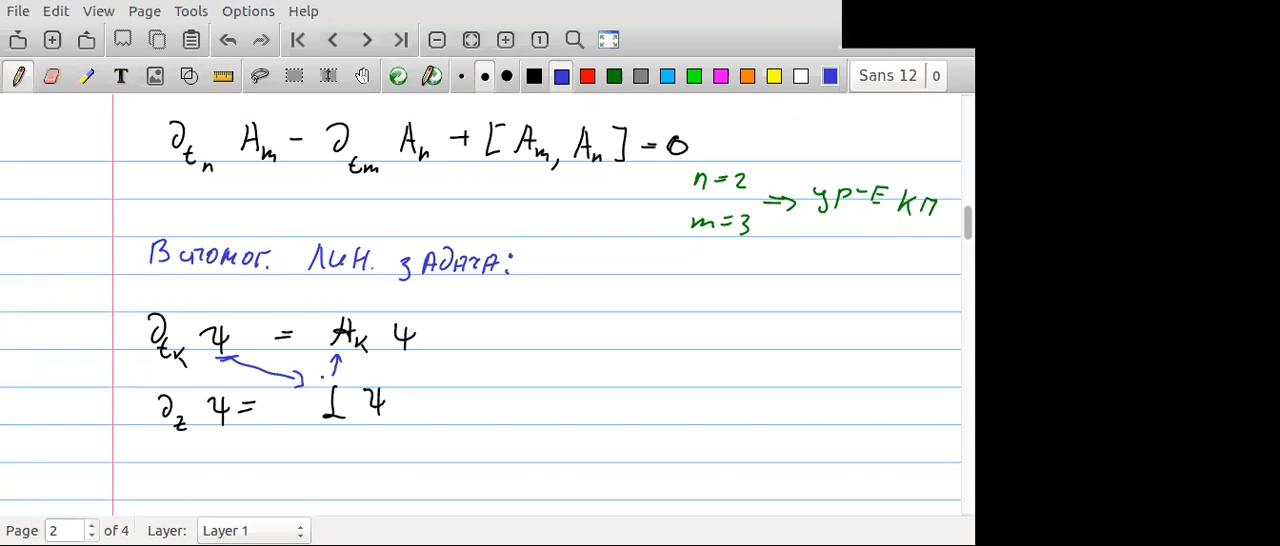 File Edit View Page Tools Options Help
Sans 12 0
∂_{t_n} A_m − ∂_{t_m} A_n + [A_m, A_n] = 0
n = 2
m = 3 ⇒ ур-Е КП
Вспомог. Лин. зАдАчА:
∂_{t_K} ψ = A_K ψ
∂_z ψ = L ψ
Page 2 of 4 Layer: Layer 1